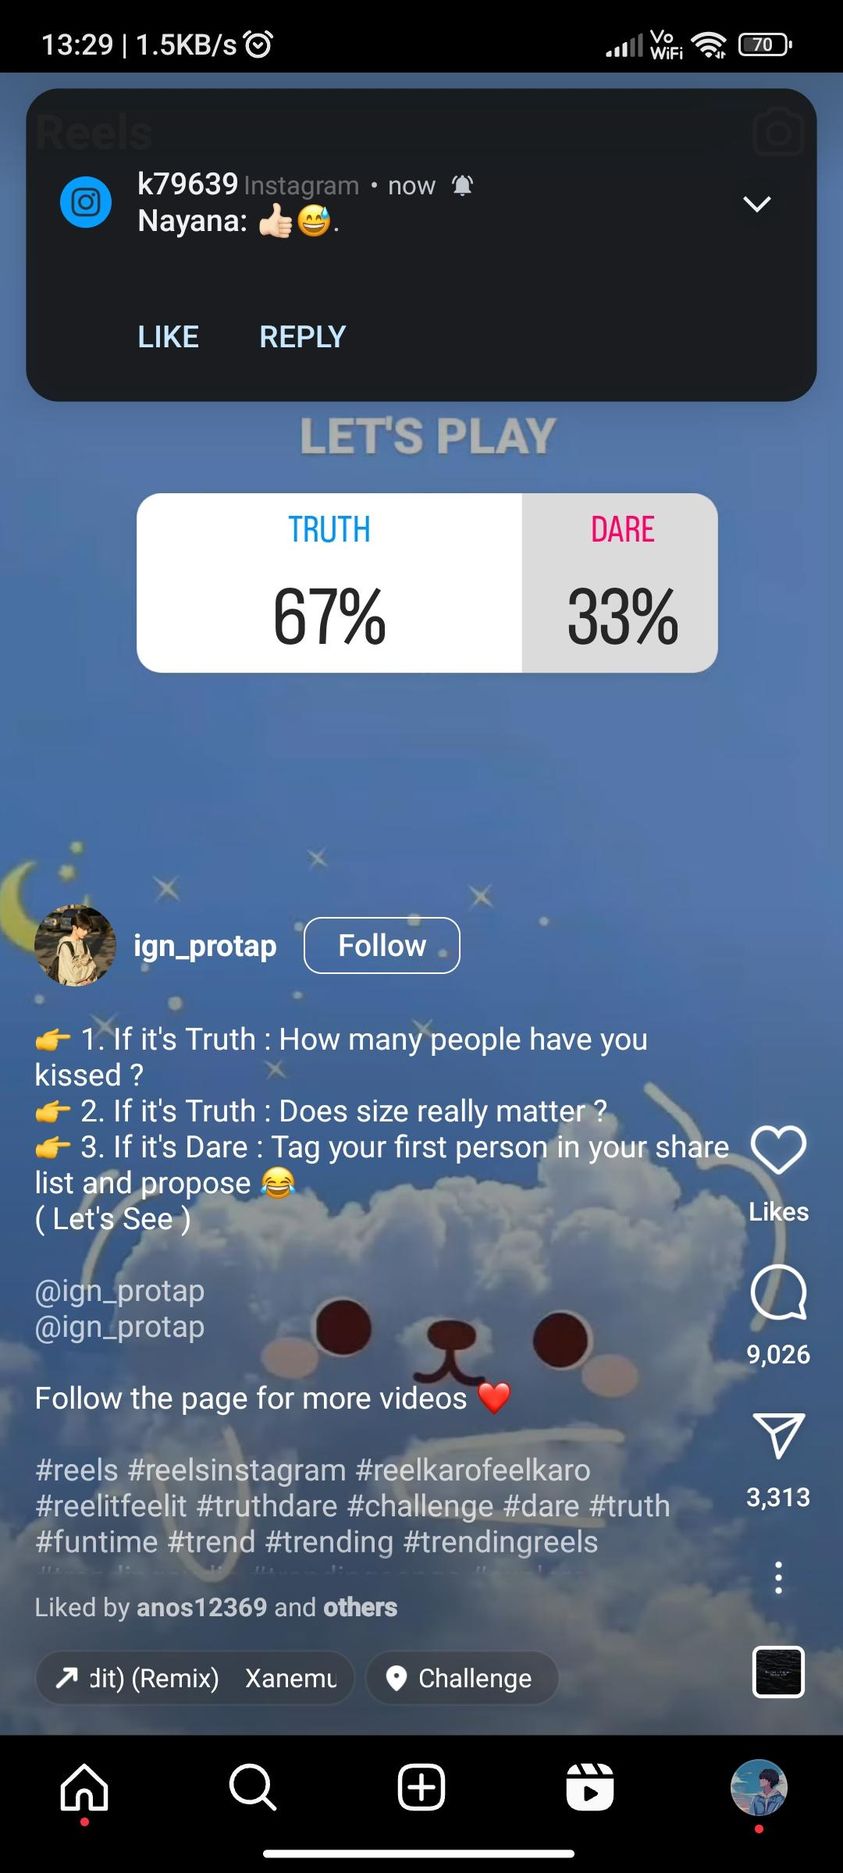 13:29 | 1.5KB/s
Vo
WiFi
70
Reels
k79639 Instagram • now
Nayana: 👍🏻😅.
LIKE REPLY
LET'S PLAY
TRUTH DARE
67% 33%
ign_protap Follow
👉 1. If it's Truth : How many people have you
kissed ?
👉 2. If it's Truth : Does size really matter ?
👉 3. If it's Dare : Tag your first person in your share
list and propose 😂
( Let's See )
@ign_protap
@ign_protap
Follow the page for more videos ❤️
#reels #reelsinstagram #reelkarofeelkaro
#reelitfeelit #truthdare #challenge #dare #truth
#funtime #trend #trending #trendingreels
Likes
9,026
3,313
Liked by anos12369 and others
dit) (Remix) Xanemu
Challenge